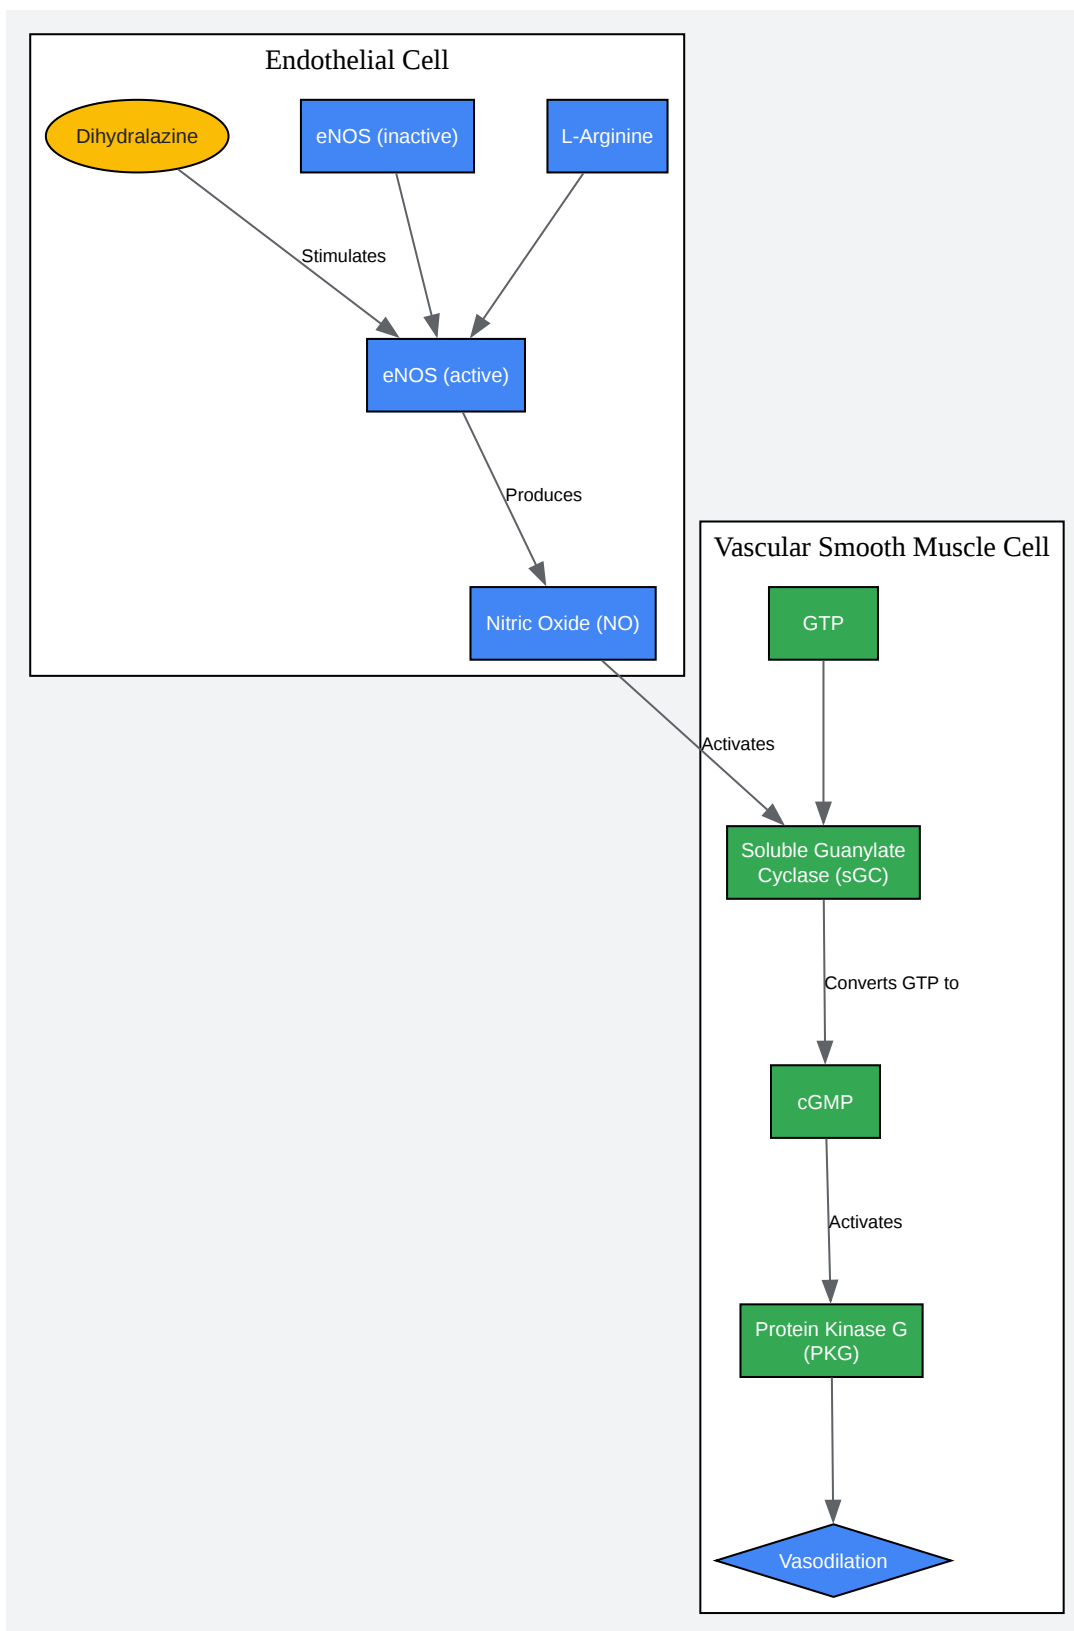 Endothelial Cell
Dihydralazine
eNOS (inactive)
L-Arginine
Stimulates
eNOS (active)
Produces
Nitric Oxide (NO)
Vascular Smooth Muscle Cell
GTP
Activates
Soluble Guanylate
Cyclase (sGC)
Converts GTP to
cGMP
Activates
Protein Kinase G
(PKG)
Vasodilation